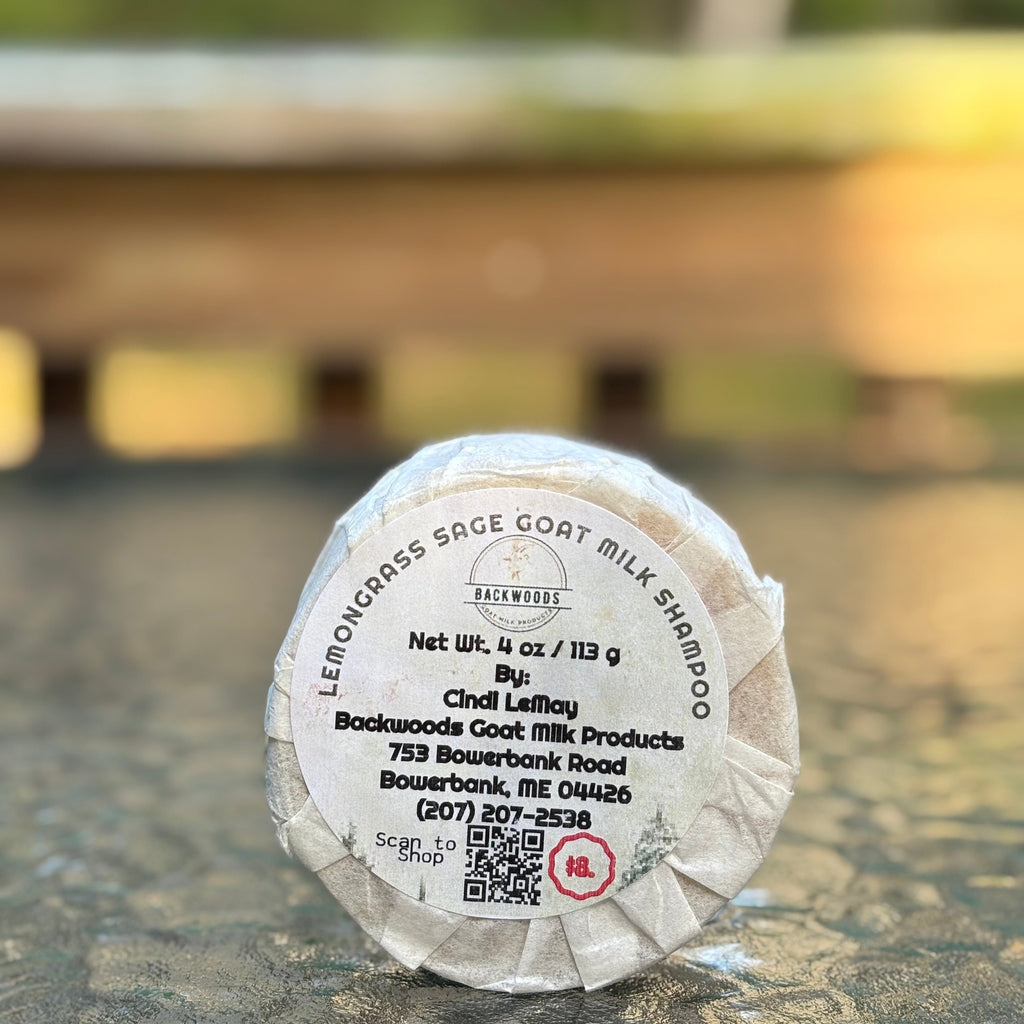 LEMONGRASS SAGE GOAT MILK SHAMPOO
BACKWOODS
GOAT MILK PRODUCTS
Net Wt. 4 oz / 113 g
By:
Cindi LeMay
Backwoods Goat Milk Products
753 Bowerbank Road
Bowerbank, ME 04426
(207) 207-2538
Scan to
Shop
$8.